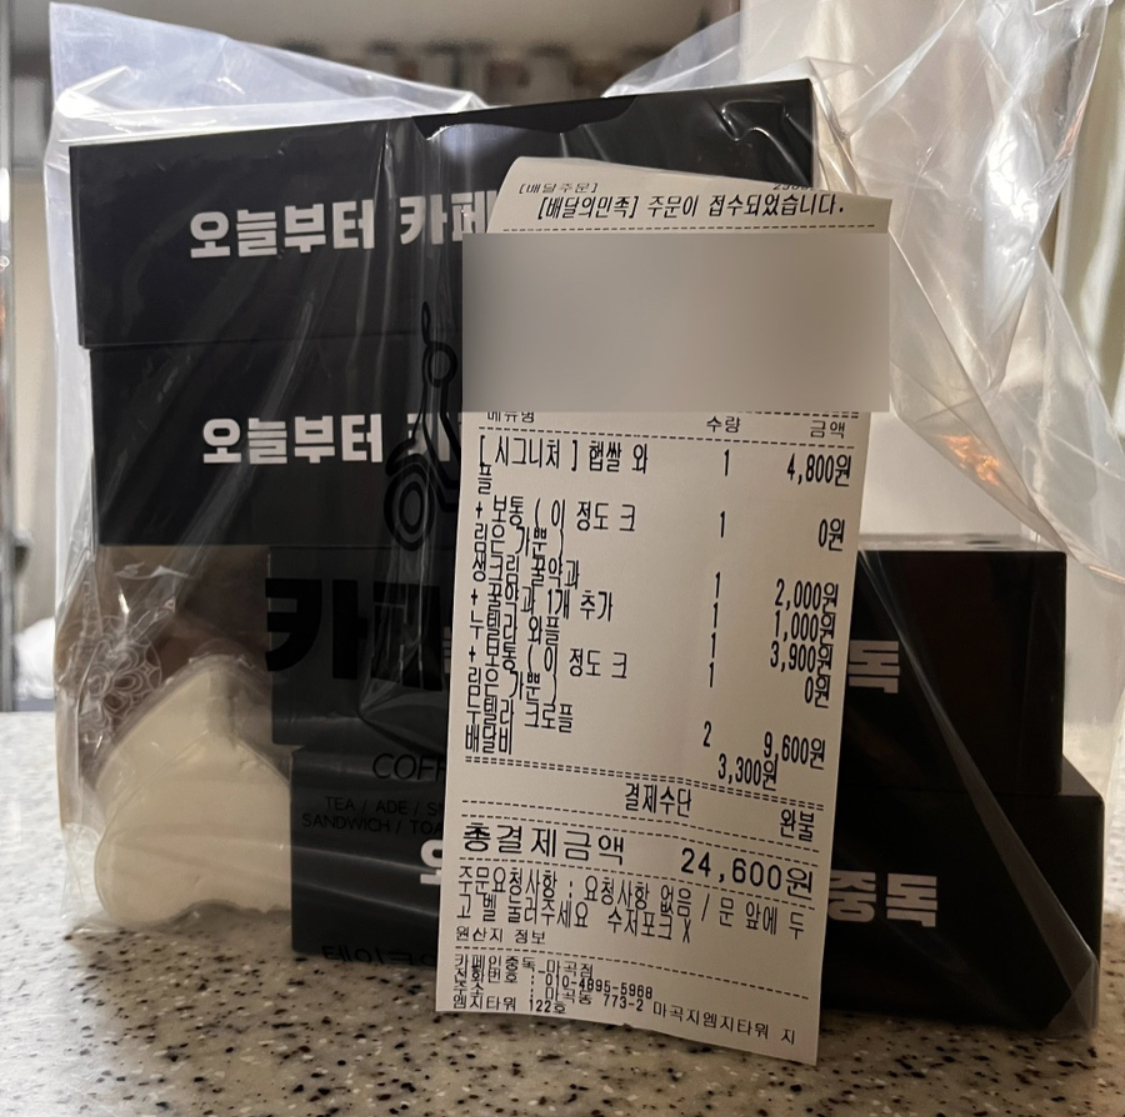 오늘부터 카페
오늘부터
[배달주문]
[배달의민족] 주문이 접수되었습니다.
메뉴명 수량 금액
[ 시그니처 ] 햅쌀 와 1 4,800원
플
+ 보통 ( 이 정도 크 1 0원
림은 가뿐 )
생크림 꿀약과 1 2,000원
+ 꿀약과 1개 추가 1 1,000원
누텔라 와플 1 3,900원
+ 보통 ( 이 정도 크 1 0원
림은 가뿐 )
누텔라 크로플 2 9,600원
배달비 3,300원
결제수단 완불
총결제금액 24,600원
주문요청사항 : 요청사항 없음 / 문 앞에 두
고 벨 눌러주세요 수저포크 X
원산지 정보
카페인중독 마곡점
전화번호 : 010-4895-5968
주소 : 마곡동 773-2 마곡지엠지타워 지
엠지타워 122호
카페
독
COFF
TEA / ADE /
SANDWICH /
오
중독
테이크